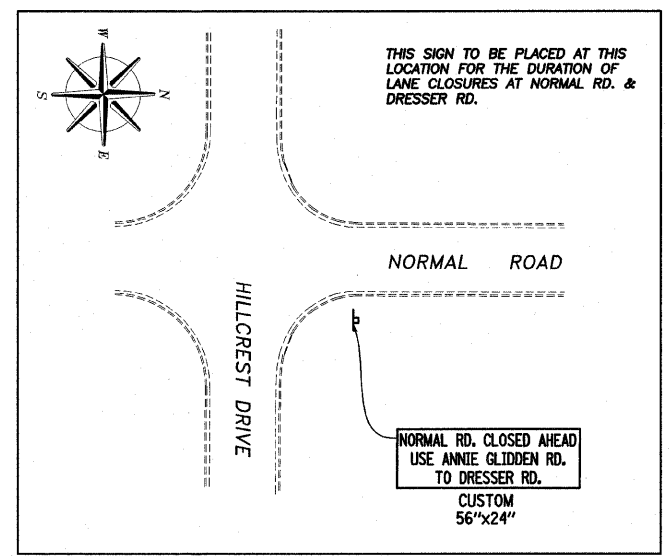 W
S
N
E
THIS SIGN TO BE PLACED AT THIS
LOCATION FOR THE DURATION OF
LANE CLOSURES AT NORMAL RD. &
DRESSER RD.
NORMAL ROAD
HILLCREST DRIVE
NORMAL RD. CLOSED AHEAD
USE ANNIE GLIDDEN RD.
TO DRESSER RD.
CUSTOM
56"x24"